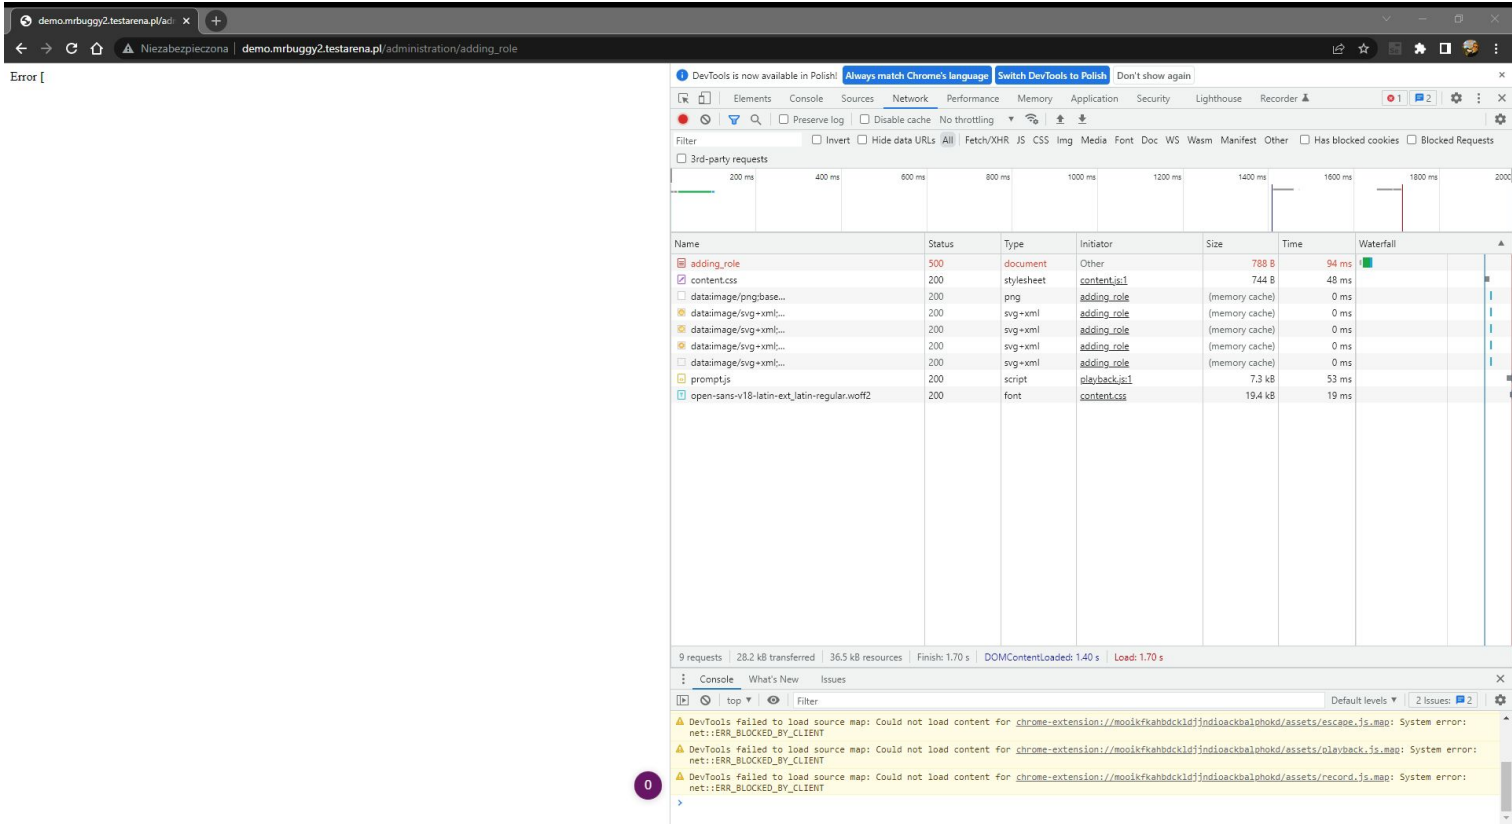 demo.mrbuggy2.testarena.pl/adr
Niezabezpieczona demo.mrbuggy2.testarena.pl/administration/adding_role
Error [
DevTools is now available in Polish! Always match Chrome's language Switch DevTools to Polish Don't show again
Elements Console Sources Network Performance Memory Application Security Lighthouse Recorder 1 2
Preserve log Disable cache No throttling
Filter Invert Hide data URLs All Fetch/XHR JS CSS Img Media Font Doc WS Wasm Manifest Other Has blocked cookies Blocked Requests
3rd-party requests
200 ms 400 ms 600 ms 800 ms 1000 ms 1200 ms 1400 ms 1600 ms 1800 ms 2000
Name Status Type Initiator Size Time Waterfall
adding_role 500 document Other 788 B 94 ms
content.css 200 stylesheet content.js:1 744 B 48 ms
data:image/png;base... 200 png adding_role (memory cache) 0 ms
data:image/svg+xml;... 200 svg+xml adding_role (memory cache) 0 ms
data:image/svg+xml;... 200 svg+xml adding_role (memory cache) 0 ms
data:image/svg+xml;... 200 svg+xml adding_role (memory cache) 0 ms
data:image/svg+xml;... 200 svg+xml adding_role (memory cache) 0 ms
prompt.js 200 script playback.js:1 7.3 kB 53 ms
open-sans-v18-latin-ext_latin-regular.woff2 200 font content.css 19.4 kB 19 ms
9 requests 28.2 kB transferred 36.5 kB resources Finish: 1.70 s DOMContentLoaded: 1.40 s Load: 1.70 s
Console What's New Issues
top Filter Default levels 2 Issues: 2
DevTools failed to load source map: Could not load content for chrome-extension://mooikfkahbdckldjjndioackbalphokd/assets/escape.js.map: System error:
net::ERR_BLOCKED_BY_CLIENT
DevTools failed to load source map: Could not load content for chrome-extension://mooikfkahbdckldjjndioackbalphokd/assets/playback.js.map: System error:
net::ERR_BLOCKED_BY_CLIENT
DevTools failed to load source map: Could not load content for chrome-extension://mooikfkahbdckldjjndioackbalphokd/assets/record.js.map: System error:
net::ERR_BLOCKED_BY_CLIENT
0